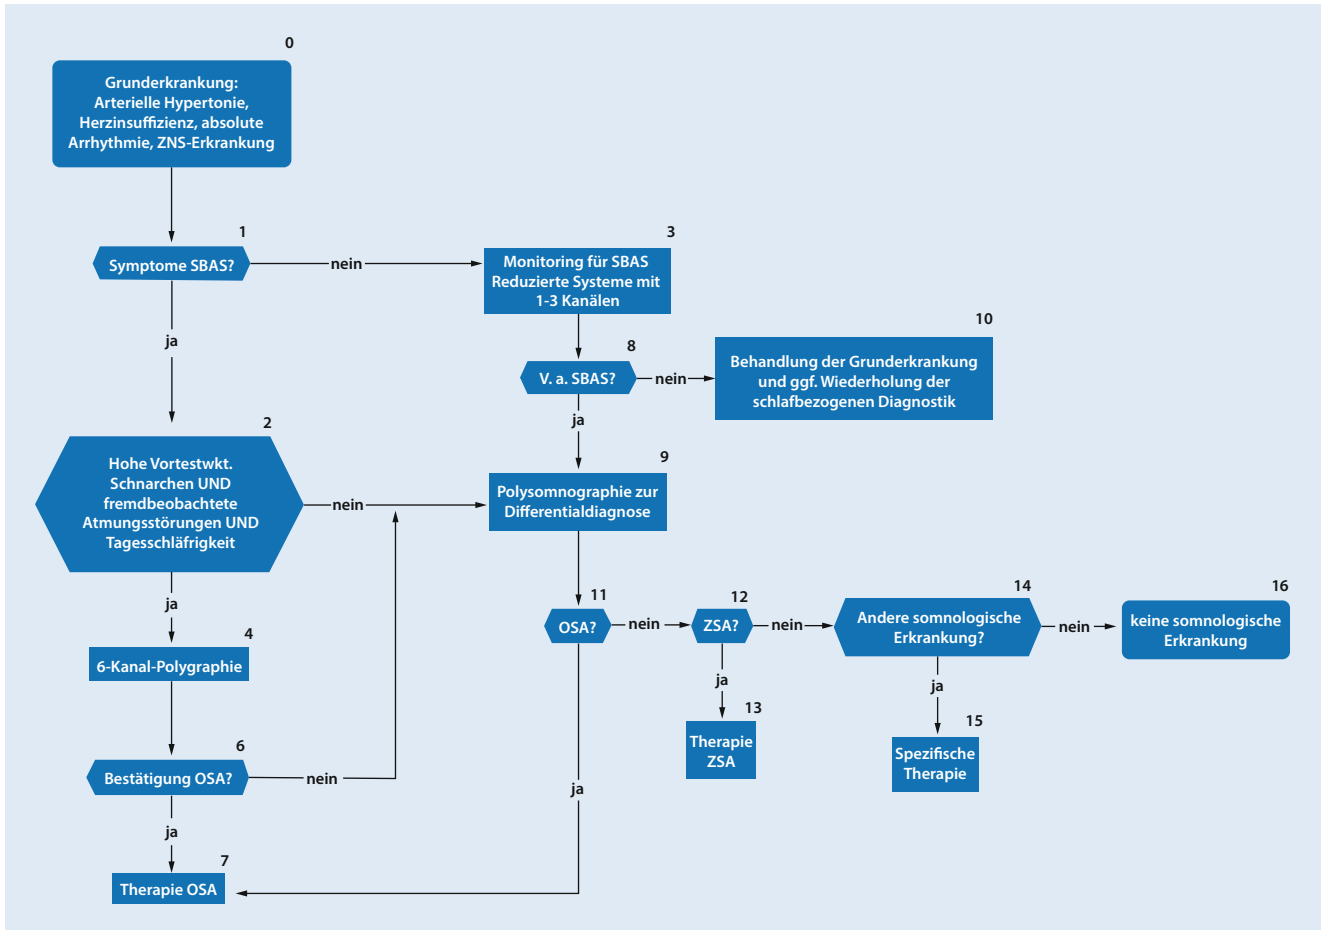 0
Grunderkrankung:
Arterielle Hypertonie,
Herzinsuffizienz, absolute
Arrhythmie, ZNS-Erkrankung
1
Symptome SBAS?
nein
3
Monitoring für SBAS
Reduzierte Systeme mit
1-3 Kanälen
ja
8
V. a. SBAS?
nein
10
Behandlung der Grunderkrankung
und ggf. Wiederholung der
schlafbezogenen Diagnostik
ja
2
Hohe Vortestwkt.
Schnarchen UND
fremdbeobachtete
Atmungsstörungen UND
Tagesschläfrigkeit
nein
9
Polysomnographie zur
Differentialdiagnose
ja
4
6-Kanal-Polygraphie
11
OSA?
nein
12
ZSA?
nein
14
Andere somnologische
Erkrankung?
nein
16
keine somnologische
Erkrankung
ja
13
Therapie
ZSA
ja
15
Spezifische
Therapie
6
Bestätigung OSA?
nein
ja
ja
7
Therapie OSA